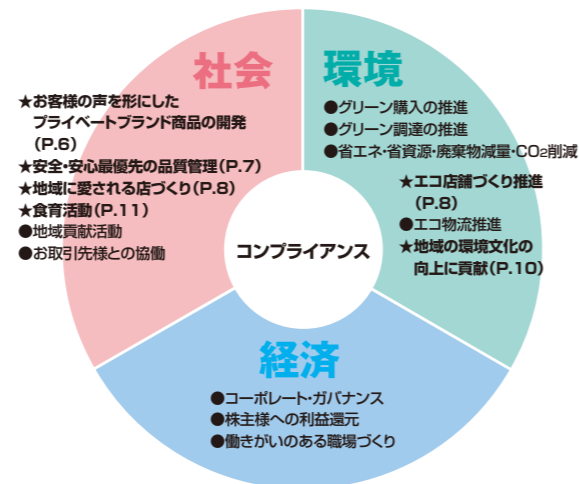 社会
★お客様の声を形にした
プライベートブランド商品の開発
(P.6)
★安全・安心最優先の品質管理(P.7)
★地域に愛される店づくり(P.8)
★食育活動(P.11)
●地域貢献活動
●お取引先様との協働
環境
●グリーン購入の推進
●グリーン調達の推進
●省エネ・省資源・廃棄物減量・CO₂削減
★エコ店舗づくり推進
(P.8)
●エコ物流推進
★地域の環境文化の
向上に貢献(P.10)
コンプライアンス
経済
●コーポレート・ガバナンス
●株主様への利益還元
●働きがいのある職場づくり